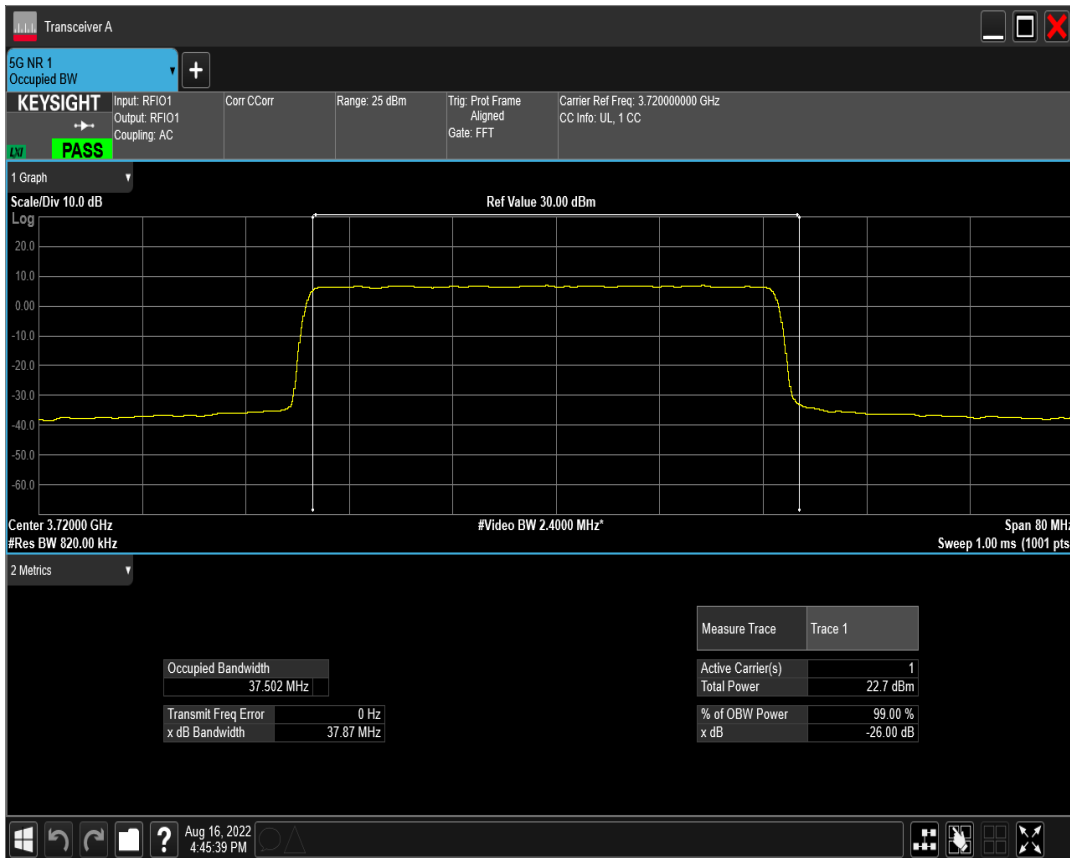 Transceiver A
5G NR 1
Occupied BW
+
KEYSIGHT
LXI
PASS
Input: RFIO1
Output: RFIO1
Coupling: AC
Corr CCorr
Range: 25 dBm
Trig: Prot Frame
Aligned
Gate: FFT
Carrier Ref Freq: 3.720000000 GHz
CC Info: UL, 1 CC
1 Graph
Scale/Div 10.0 dB
Ref Value 30.00 dBm
Log
20.0
10.0
0.00
-10.0
-20.0
-30.0
-40.0
-50.0
-60.0
Center 3.72000 GHz
#Video BW 2.4000 MHz*
Span 80 MHz
#Res BW 820.00 kHz
Sweep 1.00 ms (1001 pts
2 Metrics
Measure Trace Trace 1
Occupied Bandwidth
37.502 MHz
Active Carrier(s) 1
Total Power 22.7 dBm
Transmit Freq Error 0 Hz
x dB Bandwidth 37.87 MHz
% of OBW Power 99.00 %
x dB -26.00 dB
?
Aug 16, 2022
4:45:39 PM